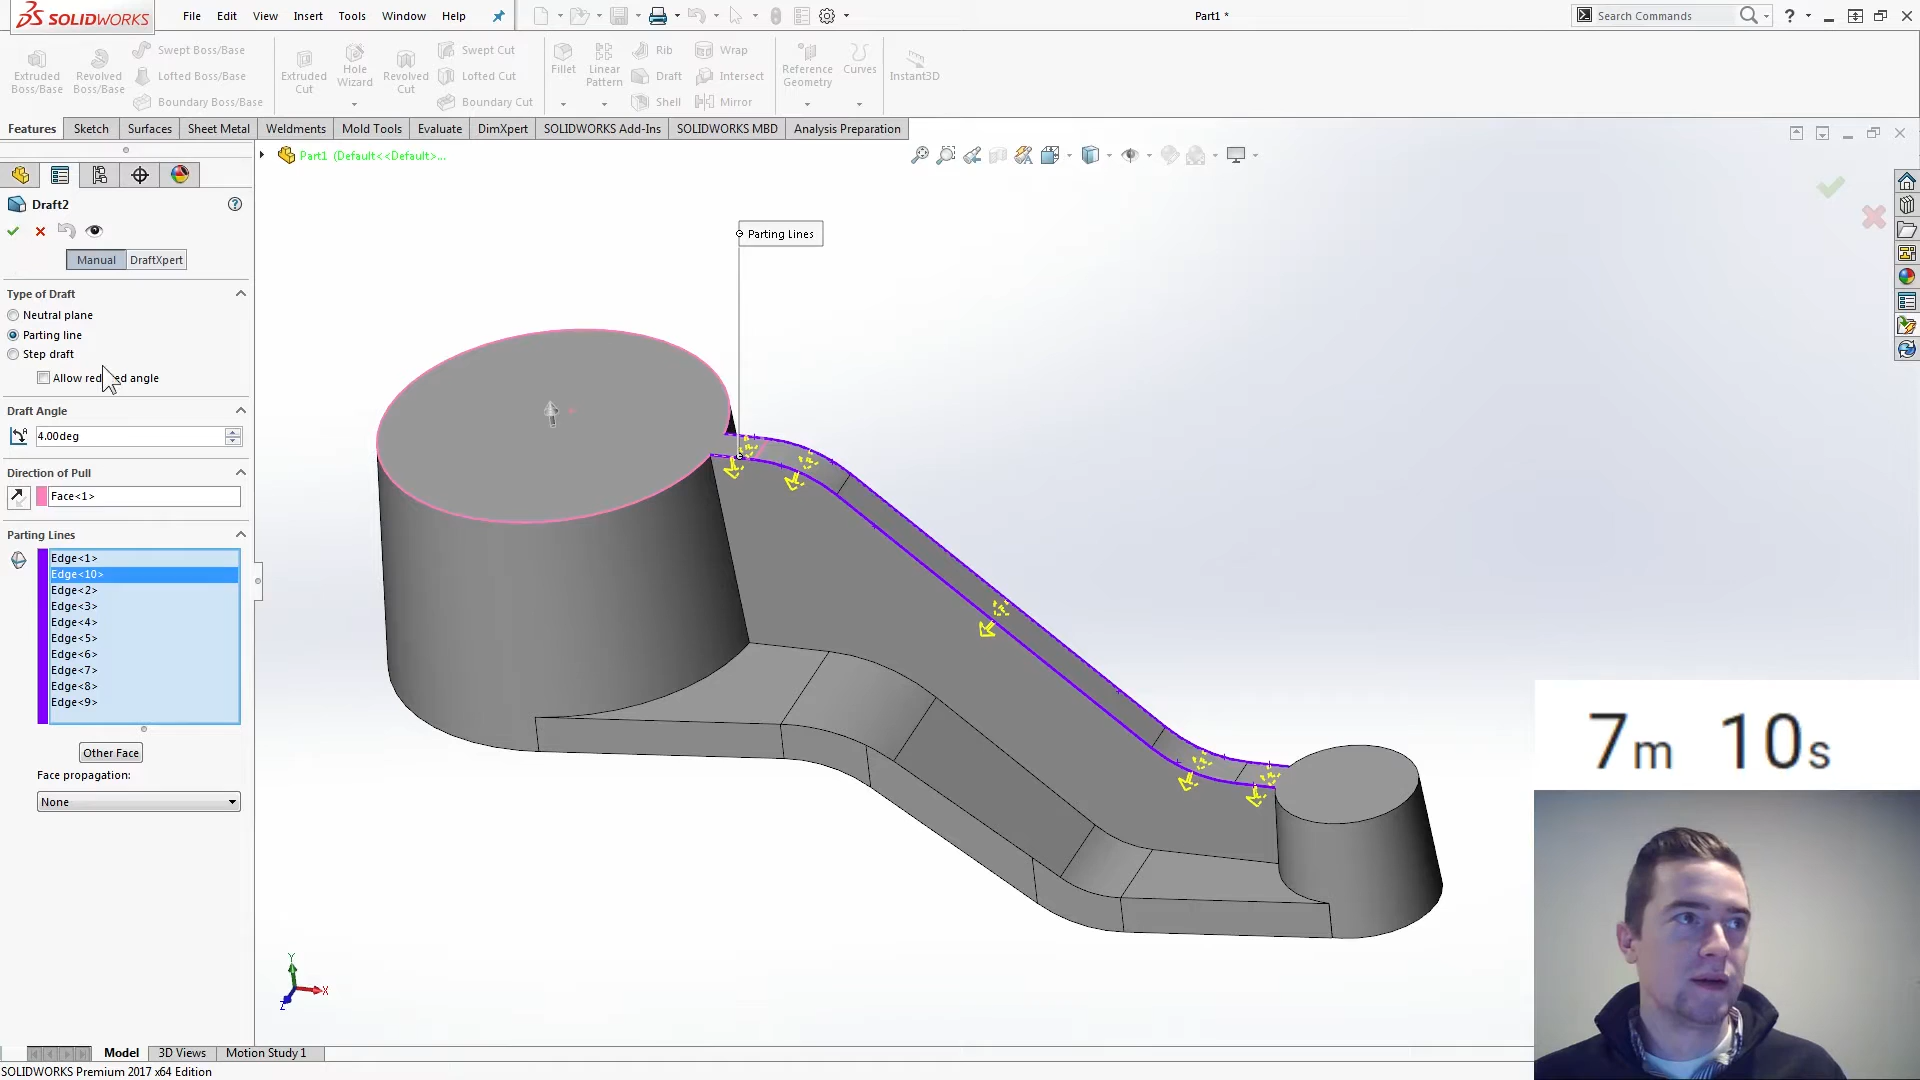 SOLIDWORKS
File Edit View Insert Tools Window Help
Part1 *
Search Commands
Extruded Boss/Base
Revolved Boss/Base
Swept Boss/Base
Lofted Boss/Base
Boundary Boss/Base
Extruded Cut
Hole Wizard
Revolved Cut
Swept Cut
Lofted Cut
Boundary Cut
Fillet
Linear Pattern
Rib
Draft
Shell
Wrap
Intersect
Mirror
Reference Geometry
Curves
Instant3D
Features Sketch Surfaces Sheet Metal Weldments Mold Tools Evaluate DimXpert SOLIDWORKS Add-Ins SOLIDWORKS MBD Analysis Preparation
Part1 (Default<<Default>...
Draft2
Manual DraftXpert
Type of Draft
Neutral plane
Parting line
Step draft
Allow angle
Draft Angle
4.00deg
Direction of Pull
Face<1>
Parting Lines
Edge<1>
Edge<10>
Edge<2>
Edge<3>
Edge<4>
Edge<5>
Edge<6>
Edge<7>
Edge<8>
Edge<9>
Other Face
Face propagation:
None
Parting Lines
Y
X
Z
7m 10s
Model 3D Views Motion Study 1
SOLIDWORKS Premium 2017 x64 Edition